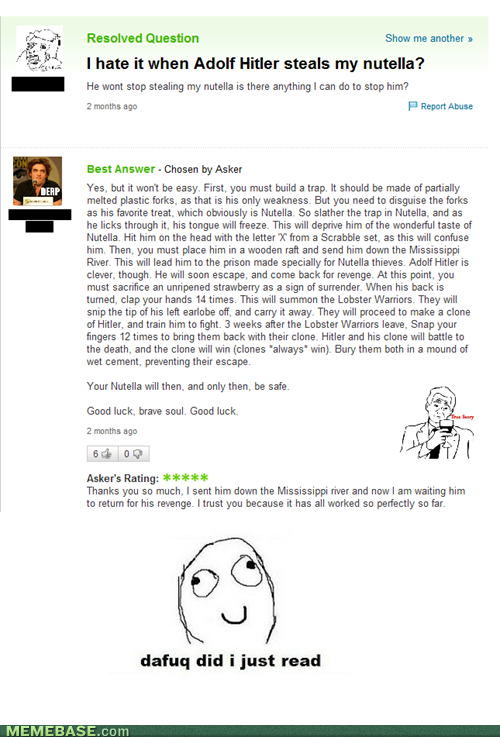 Resolved Question
Show me another »
I hate it when Adolf Hitler steals my nutella?
He wont stop stealing my nutella is there anything I can do to stop him?
2 months ago
Report Abuse
DERP
Best Answer - Chosen by Asker
Yes, but it won't be easy. First, you must build a trap. It should be made of partially
melted plastic forks, as that is his only weakness. But you need to disguise the forks
as his favorite treat, which obviously is Nutella. So slather the trap in Nutella, and as
he licks through it, his tongue will freeze. This will deprive him of the wonderful taste of
Nutella. Hit him on the head with the letter 'X' from a Scrabble set, as this will confuse
him. Then, you must place him in a wooden raft and send him down the Mississippi
River. This will lead him to the prison made specially for Nutella thieves. Adolf Hitler is
clever, though. He will soon escape, and come back for revenge. At this point, you
must sacrifice an unripened strawberry as a sign of surrender. When his back is
turned, clap your hands 14 times. This will summon the Lobster Warriors. They will
snip the tip of his left earlobe off, and carry it away. They will proceed to make a clone
of Hitler, and train him to fight. 3 weeks after the Lobster Warriors leave, Snap your
fingers 12 times to bring them back with their clone. Hitler and his clone will battle to
the death, and the clone will win (clones *always* win). Bury them both in a mound of
wet cement, preventing their escape.
Your Nutella will then, and only then, be safe.
Good luck, brave soul. Good luck.
True Story
2 months ago
6 0
Asker's Rating: ★★★★★
Thanks you so much, I sent him down the Mississippi river and now I am waiting him
to return for his revenge. I trust you because it has all worked so perfectly so far.
dafuq did i just read
MEMEBASE.com